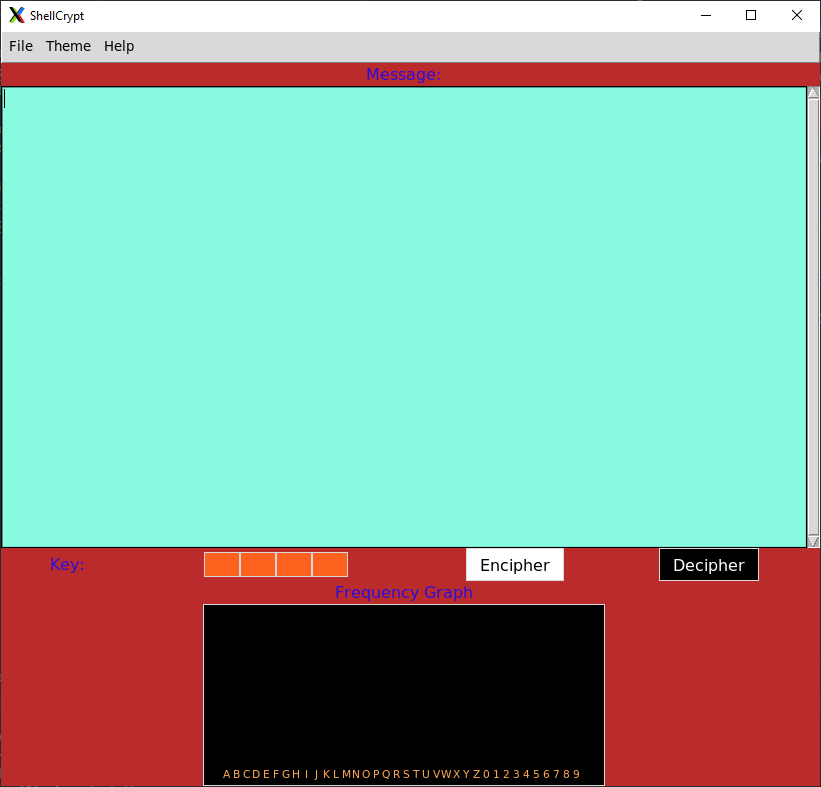 ShellCrypt
File Theme Help
Message:
Key:
Encipher
Decipher
Frequency Graph
A B C D E F G H I J K L M N O P Q R S T U V W X Y Z 0 1 2 3 4 5 6 7 8 9